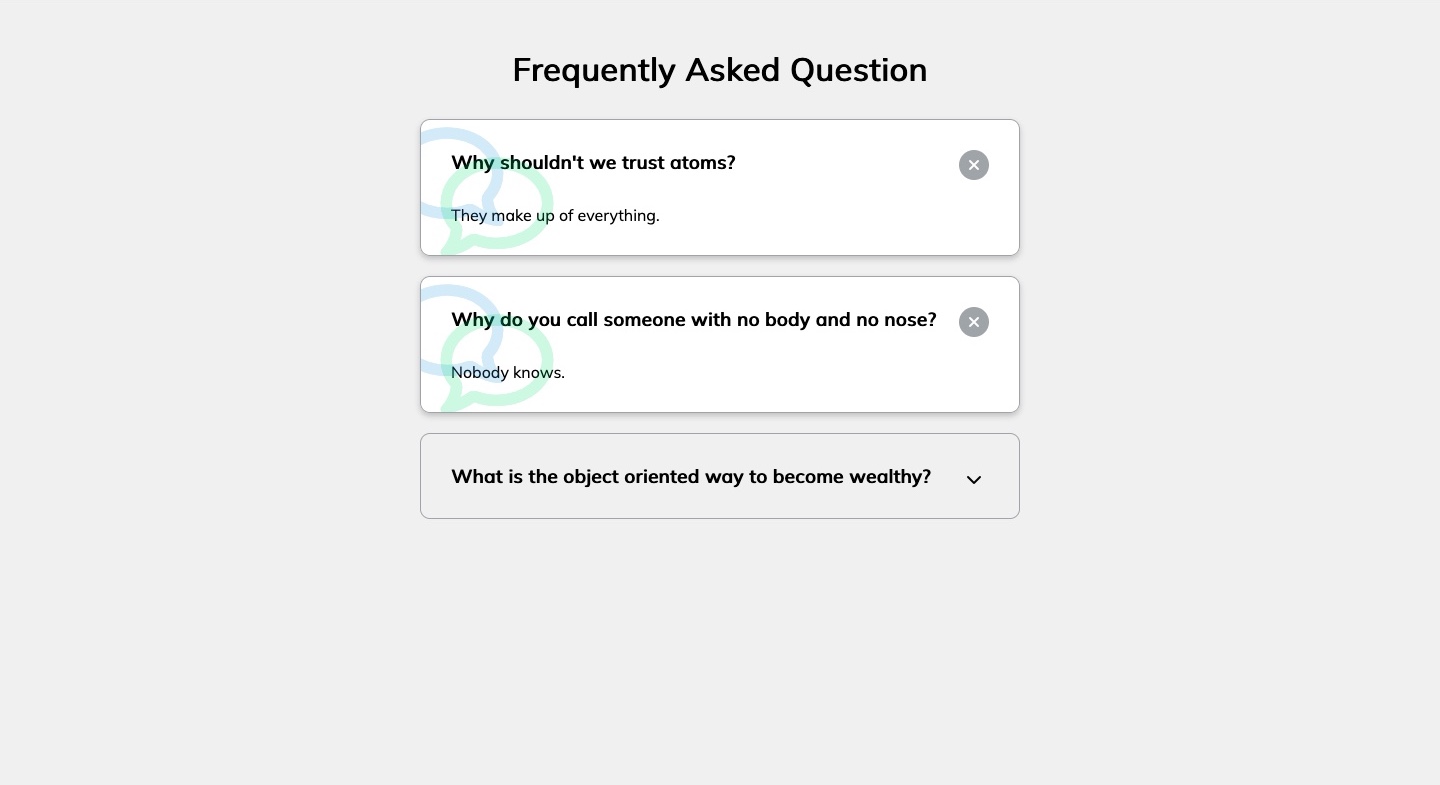 Frequently Asked Question
Why shouldn't we trust atoms?
They make up of everything.
Why do you call someone with no body and no nose?
Nobody knows.
What is the object oriented way to become wealthy?